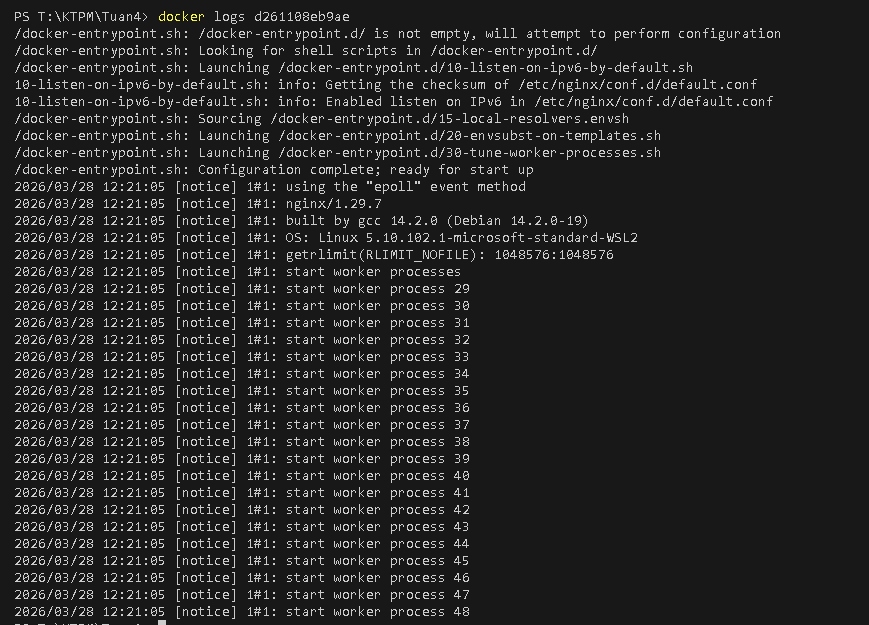 PS T:\KTPM\Tuan4> docker logs d261108eb9ae
/docker-entrypoint.sh: /docker-entrypoint.d/ is not empty, will attempt to perform configuration
/docker-entrypoint.sh: Looking for shell scripts in /docker-entrypoint.d/
/docker-entrypoint.sh: Launching /docker-entrypoint.d/10-listen-on-ipv6-by-default.sh
10-listen-on-ipv6-by-default.sh: info: Getting the checksum of /etc/nginx/conf.d/default.conf
10-listen-on-ipv6-by-default.sh: info: Enabled listen on IPv6 in /etc/nginx/conf.d/default.conf
/docker-entrypoint.sh: Sourcing /docker-entrypoint.d/15-local-resolvers.envsh
/docker-entrypoint.sh: Launching /docker-entrypoint.d/20-envsubst-on-templates.sh
/docker-entrypoint.sh: Launching /docker-entrypoint.d/30-tune-worker-processes.sh
/docker-entrypoint.sh: Configuration complete; ready for start up
2026/03/28 12:21:05 [notice] 1#1: using the "epoll" event method
2026/03/28 12:21:05 [notice] 1#1: nginx/1.29.7
2026/03/28 12:21:05 [notice] 1#1: built by gcc 14.2.0 (Debian 14.2.0-19)
2026/03/28 12:21:05 [notice] 1#1: OS: Linux 5.10.102.1-microsoft-standard-WSL2
2026/03/28 12:21:05 [notice] 1#1: getrlimit(RLIMIT_NOFILE): 1048576:1048576
2026/03/28 12:21:05 [notice] 1#1: start worker processes
2026/03/28 12:21:05 [notice] 1#1: start worker process 29
2026/03/28 12:21:05 [notice] 1#1: start worker process 30
2026/03/28 12:21:05 [notice] 1#1: start worker process 31
2026/03/28 12:21:05 [notice] 1#1: start worker process 32
2026/03/28 12:21:05 [notice] 1#1: start worker process 33
2026/03/28 12:21:05 [notice] 1#1: start worker process 34
2026/03/28 12:21:05 [notice] 1#1: start worker process 35
2026/03/28 12:21:05 [notice] 1#1: start worker process 36
2026/03/28 12:21:05 [notice] 1#1: start worker process 37
2026/03/28 12:21:05 [notice] 1#1: start worker process 38
2026/03/28 12:21:05 [notice] 1#1: start worker process 39
2026/03/28 12:21:05 [notice] 1#1: start worker process 40
2026/03/28 12:21:05 [notice] 1#1: start worker process 41
2026/03/28 12:21:05 [notice] 1#1: start worker process 42
2026/03/28 12:21:05 [notice] 1#1: start worker process 43
2026/03/28 12:21:05 [notice] 1#1: start worker process 44
2026/03/28 12:21:05 [notice] 1#1: start worker process 45
2026/03/28 12:21:05 [notice] 1#1: start worker process 46
2026/03/28 12:21:05 [notice] 1#1: start worker process 47
2026/03/28 12:21:05 [notice] 1#1: start worker process 48